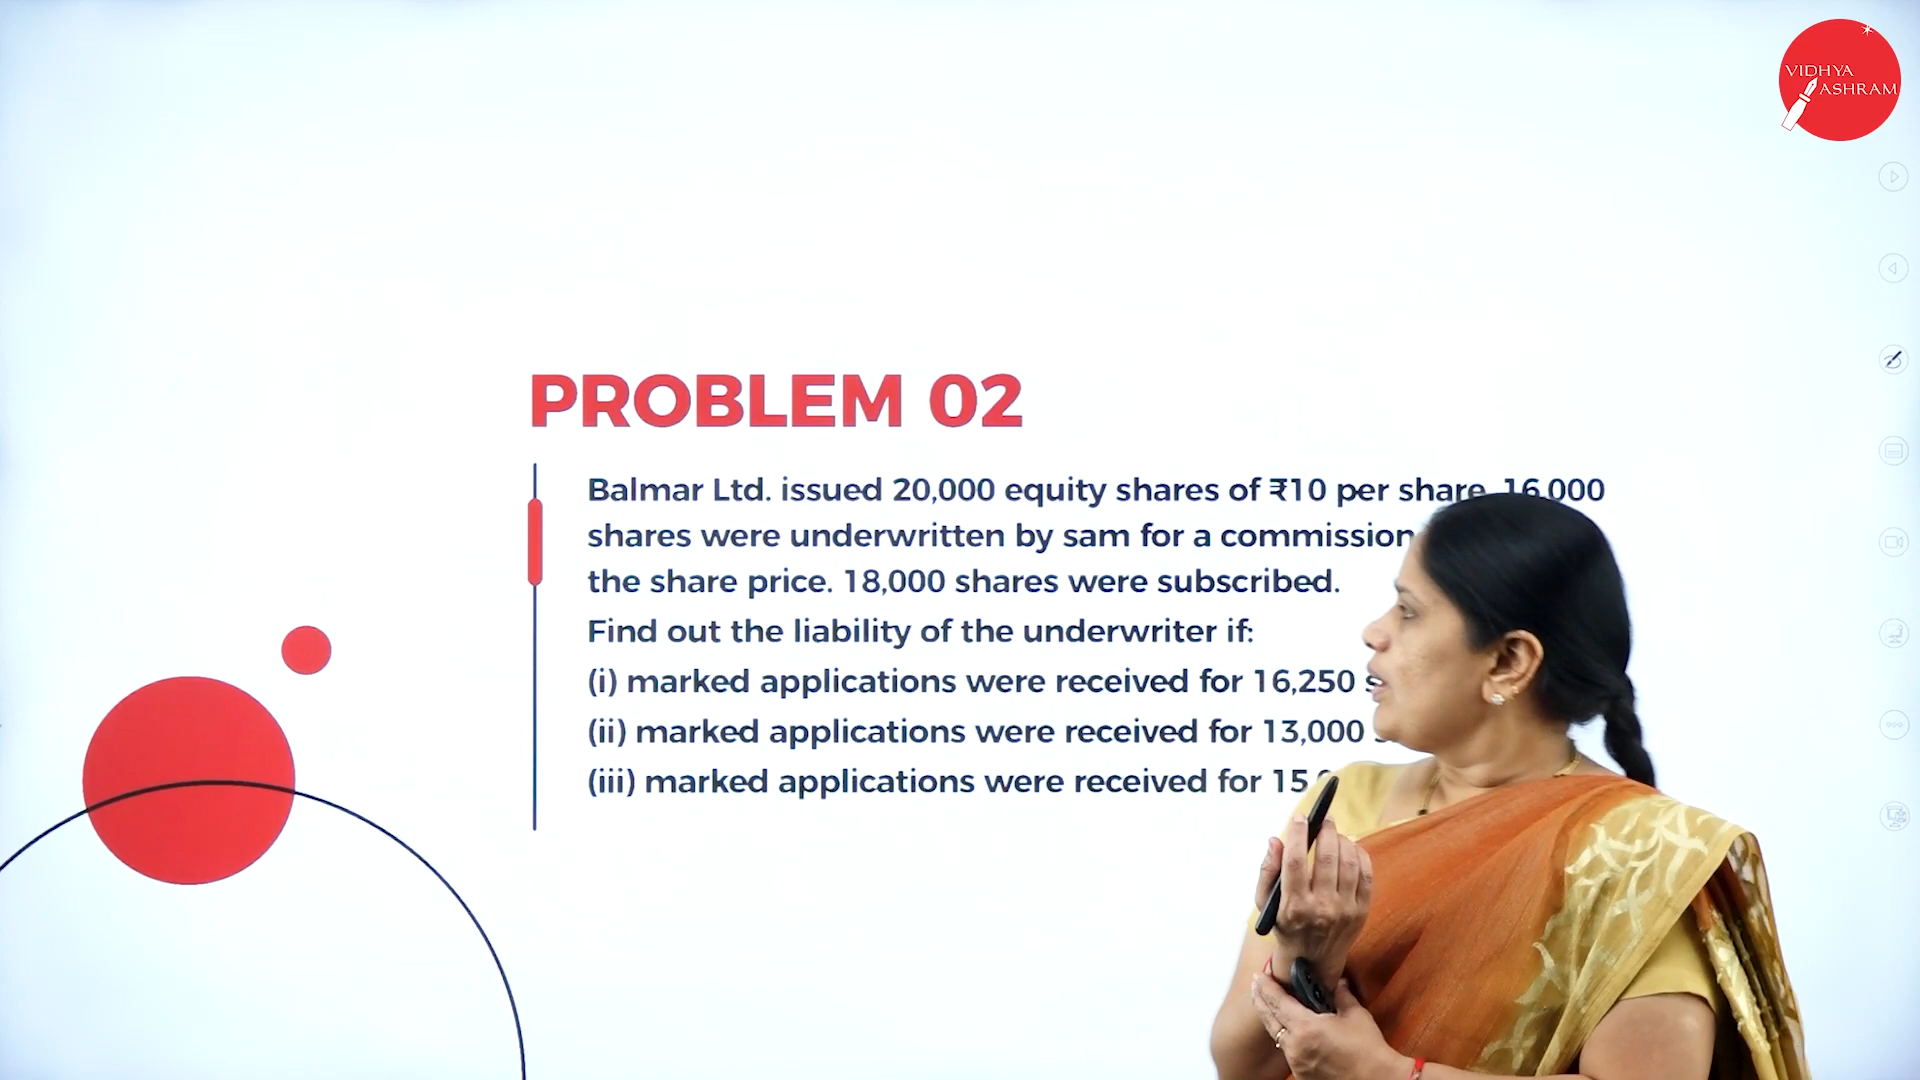 VIDHYA
ASHRAM
PROBLEM 02
Balmar Ltd. issued 20,000 equity shares of ₹10 per share. 16,000
shares were underwritten by sam for a commission
the share price. 18,000 shares were subscribed.
Find out the liability of the underwriter if:
(i) marked applications were received for 16,250
(ii) marked applications were received for 13,000
(iii) marked applications were received for